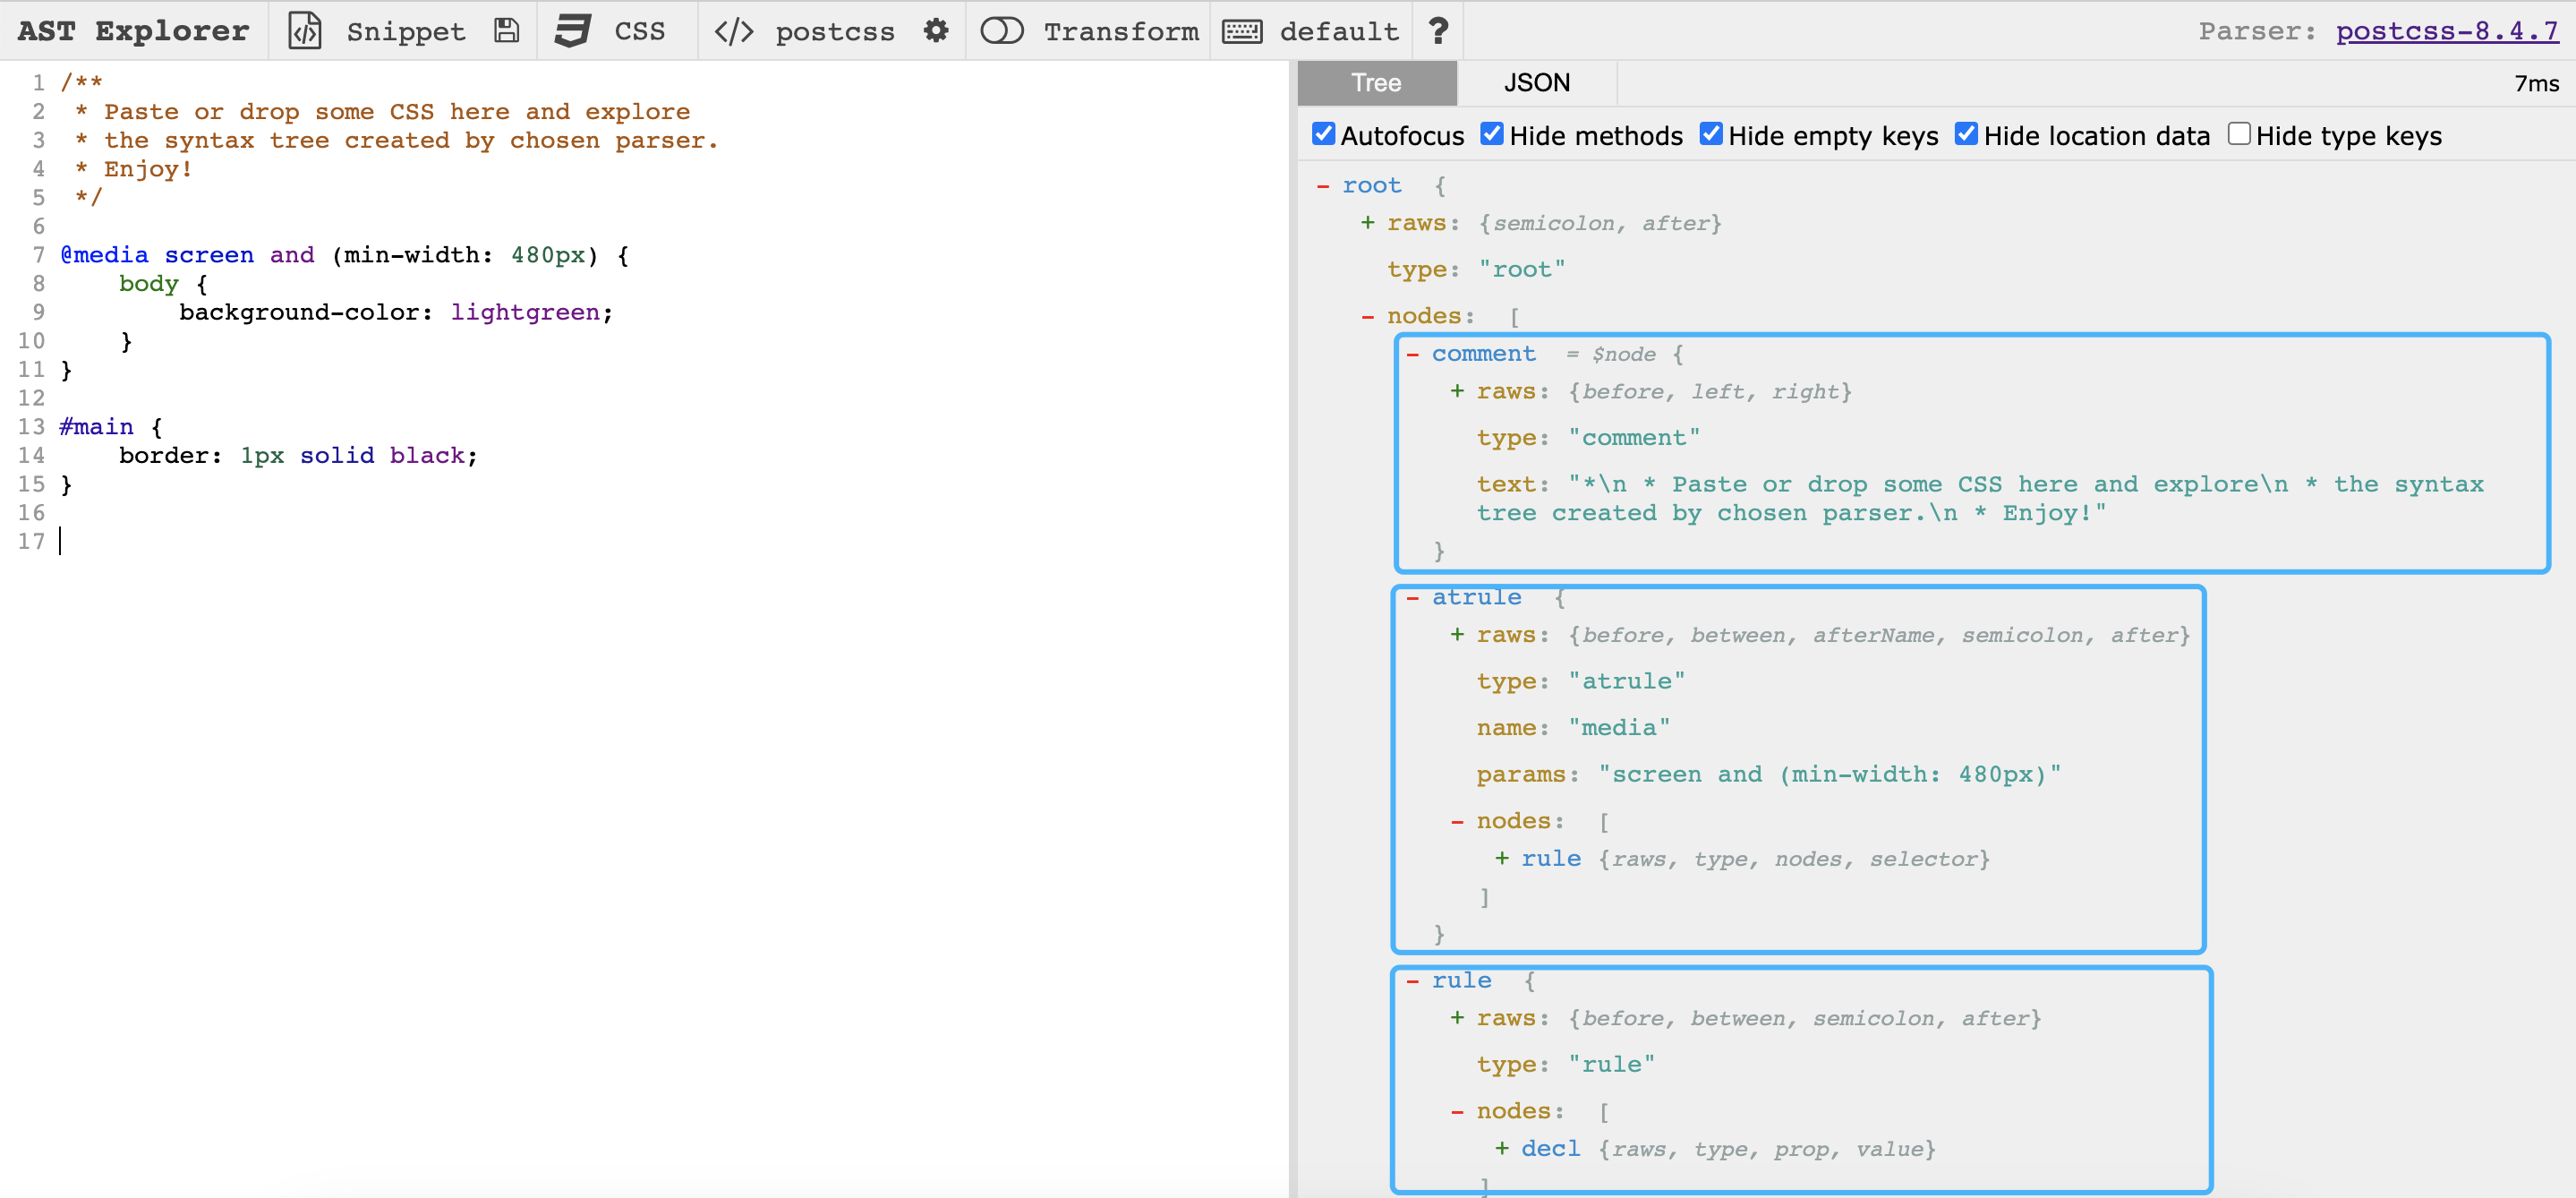 AST Explorer Snippet CSS </> postcss Transform default ? Parser: postcss-8.4.7
1 /**
2 * Paste or drop some CSS here and explore
3 * the syntax tree created by chosen parser.
4 * Enjoy!
5 */
6
7 @media screen and (min-width: 480px) {
8 body {
9 background-color: lightgreen;
10 }
11 }
12
13 #main {
14 border: 1px solid black;
15 }
16
17
Tree JSON 7ms
Autofocus Hide methods Hide empty keys Hide location data Hide type keys
- root {
+ raws: {semicolon, after}
type: "root"
- nodes: [
- comment = $node {
+ raws: {before, left, right}
type: "comment"
text: "*\n * Paste or drop some CSS here and explore\n * the syntax
tree created by chosen parser.\n * Enjoy!"
}
- atrule {
+ raws: {before, between, afterName, semicolon, after}
type: "atrule"
name: "media"
params: "screen and (min-width: 480px)"
- nodes: [
+ rule {raws, type, nodes, selector}
]
}
- rule {
+ raws: {before, between, semicolon, after}
type: "rule"
- nodes: [
+ decl {raws, type, prop, value}
]